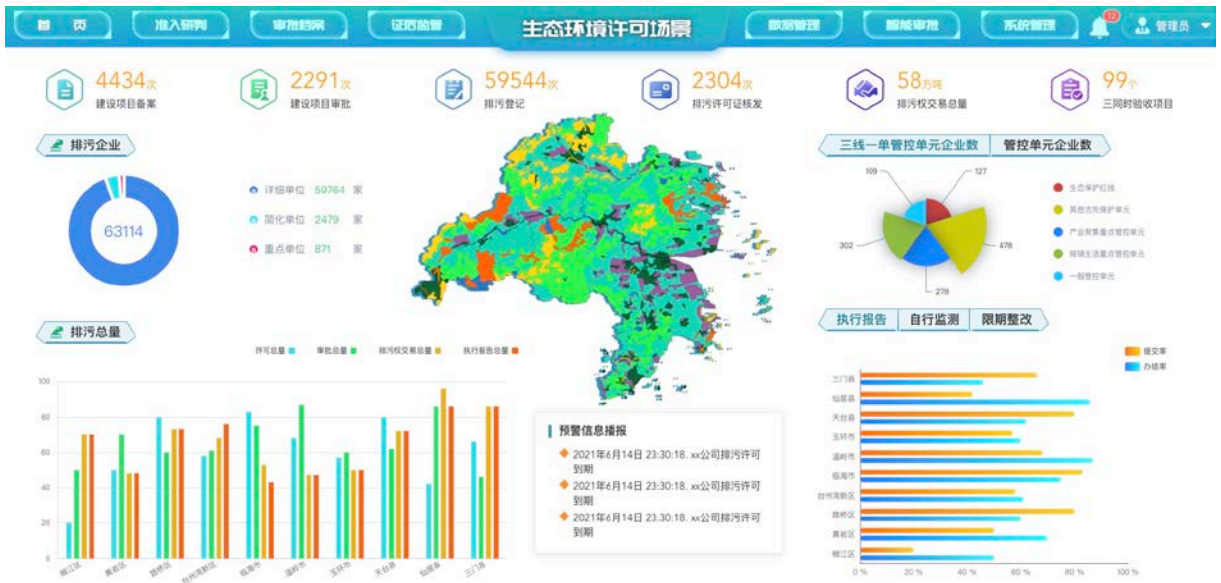 首 页
准入研判
审批档案
证后监管
生态环境许可场景
数据管理
智能审批
系统管理
12
管理员
4434次
建设项目备案
2291次
建设项目审批
59544次
排污登记
2304次
排污许可证核发
58万吨
排污权交易总量
99个
三同时验收项目
排污企业
63114
详细单位 59764 家
简化单位 2479 家
重点单位 871 家
三线一单管控单元企业数
管控单元企业数
109
127
302
478
278
生态保护红线
其他优先保护单元
产业聚集重点管控单元
城镇生活重点管控单元
一般管控单元
排污总量
许可总量
审批总量
排污权交易总量
执行报告总量
100
80
60
40
20
0
椒江区
黄岩区
路桥区
台州湾新区
临海市
温岭市
玉环市
天台县
仙居县
三门县
预警信息播报
2021年6月14日 23:30:18. xx公司排污许可
到期
2021年6月14日 23:30:18. xx公司排污许可
到期
2021年6月14日 23.30:18. xx公司排污许可
到期
执行报告
自行监测
限期整改
提交率
办结率
三门县
仙居县
天台县
玉环市
温岭市
临海市
台州湾新区
路桥区
黄岩区
椒江区
0 %
20 %
40 %
60 %
80 %
100 %